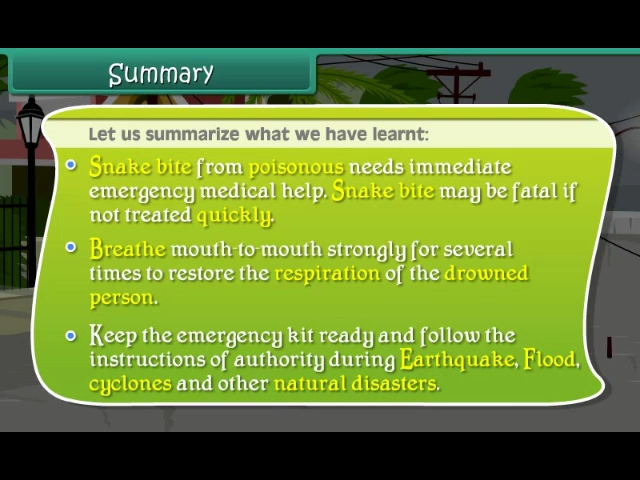 Summary
Let us summarize what we have learnt:
Snake bite from poisonous needs immediate
emergency medical help. Snake bite may be fatal if
not treated quickly.
Breathe mouth-to-mouth strongly for several
times to restore the respiration of the drowned
person.
Keep the emergency kit ready and follow the
instructions of authority during Earthquake, Flood,
cyclones and other natural disasters.